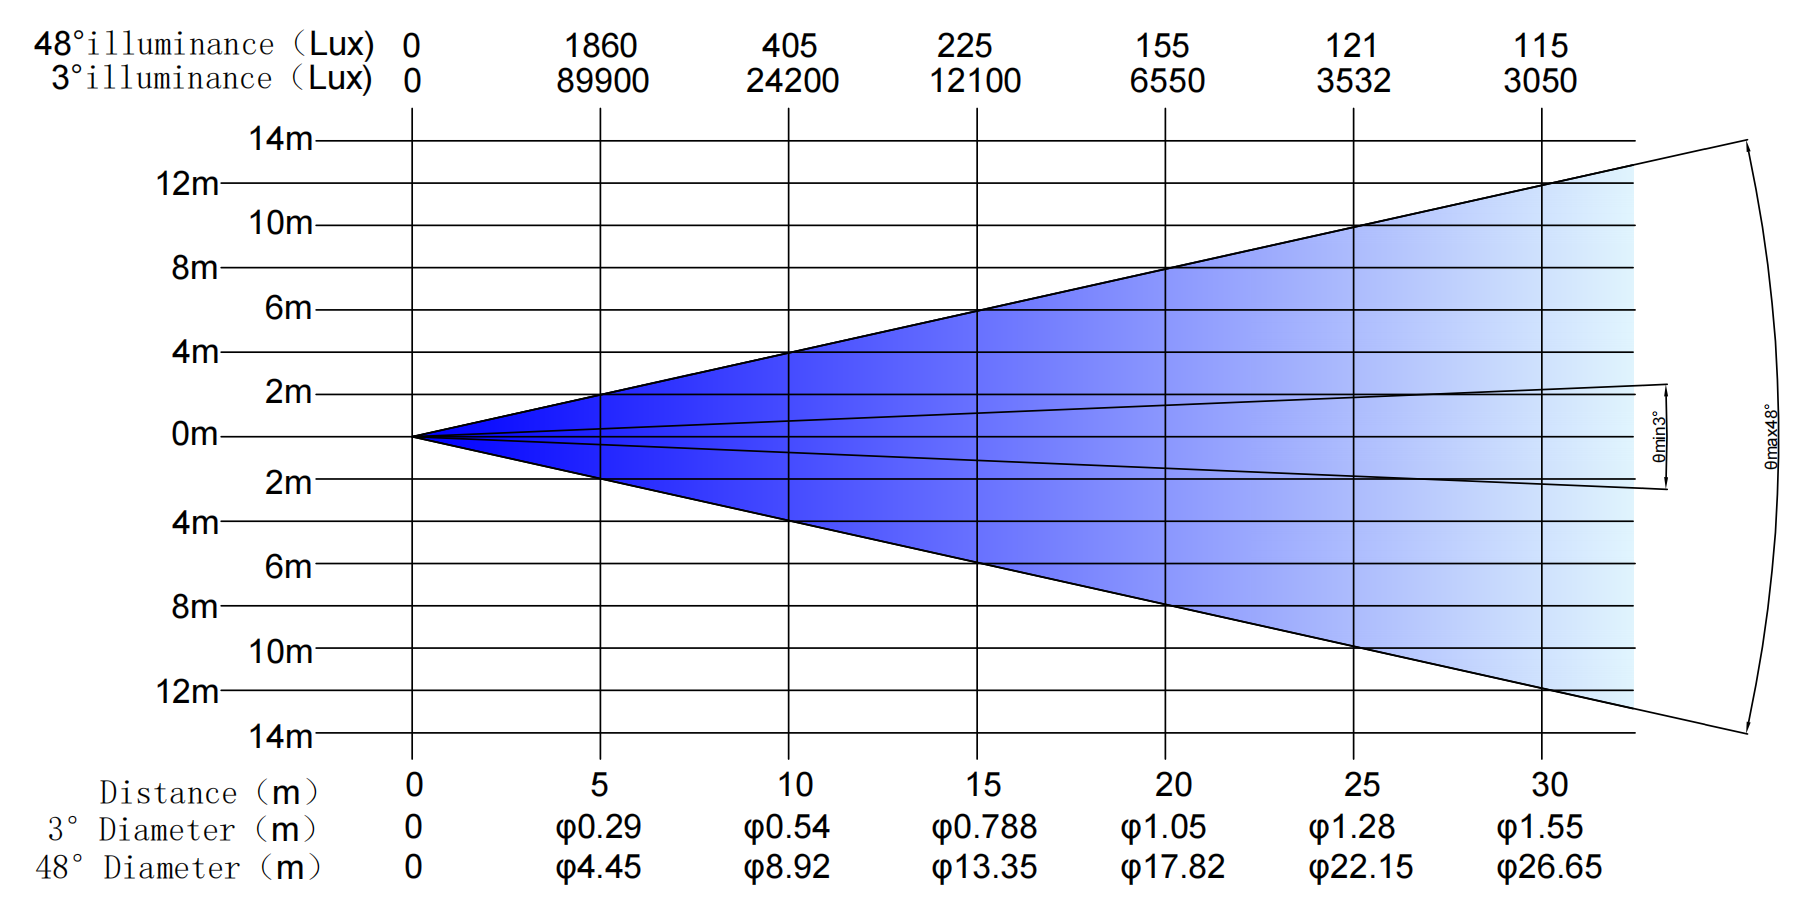 48°illuminance（Lux) 0 1860 405 225 155 121 115
3°illuminance（Lux) 0 89900 24200 12100 6550 3532 3050
14m
12m
10m
8m
6m
4m
2m
0m
2m
4m
6m
8m
10m
12m
14m
θmin3°
θmax48°
Distance（m） 0 5 10 15 20 25 30
3° Diameter（m） 0 φ0.29 φ0.54 φ0.788 φ1.05 φ1.28 φ1.55
48° Diameter（m） 0 φ4.45 φ8.92 φ13.35 φ17.82 φ22.15 φ26.65